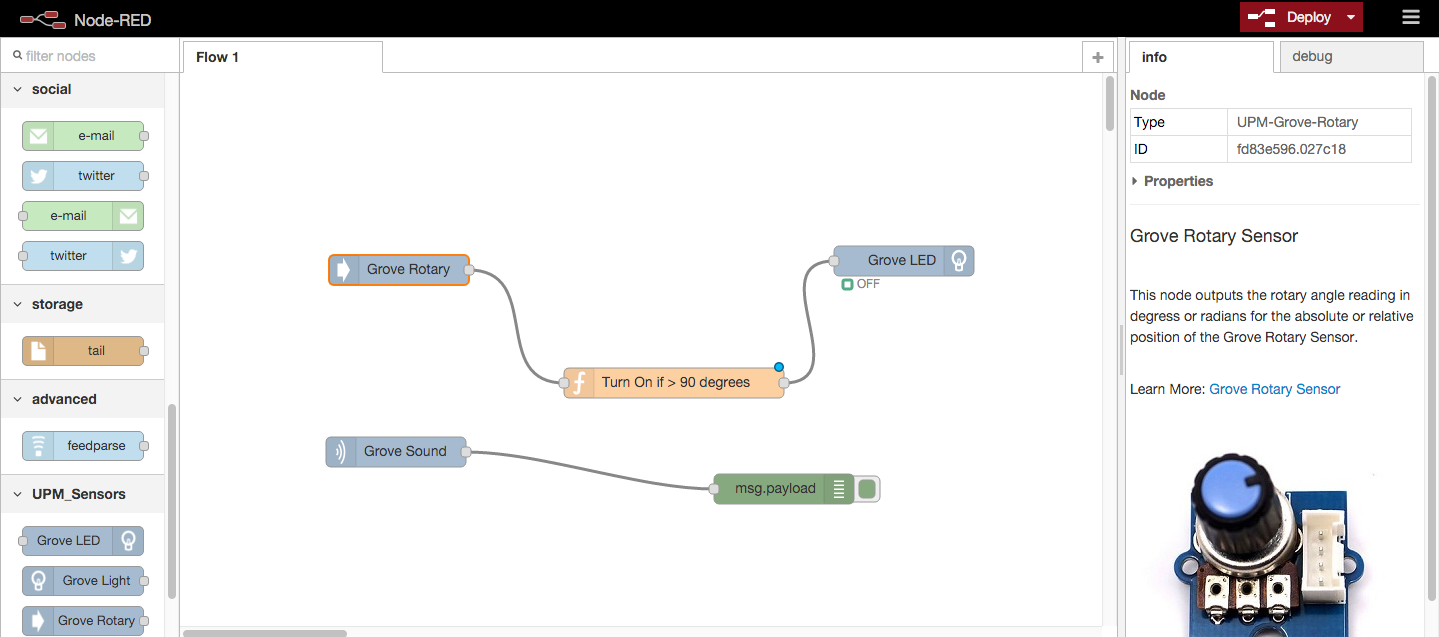 Node-RED
Deploy
filter nodes
Flow 1
+
info
debug
social
e-mail
twitter
e-mail
twitter
storage
tail
advanced
feedparse
UPM_Sensors
Grove LED
Grove Light
Grove Rotary
Grove Rotary
Grove LED
OFF
f Turn On if > 90 degrees
Grove Sound
msg.payload
Node
Type UPM-Grove-Rotary
ID fd83e596.027c18
Properties
Grove Rotary Sensor
This node outputs the rotary angle reading in
degrees or radians for the absolute or relative
position of the Grove Rotary Sensor.
Learn More: Grove Rotary Sensor